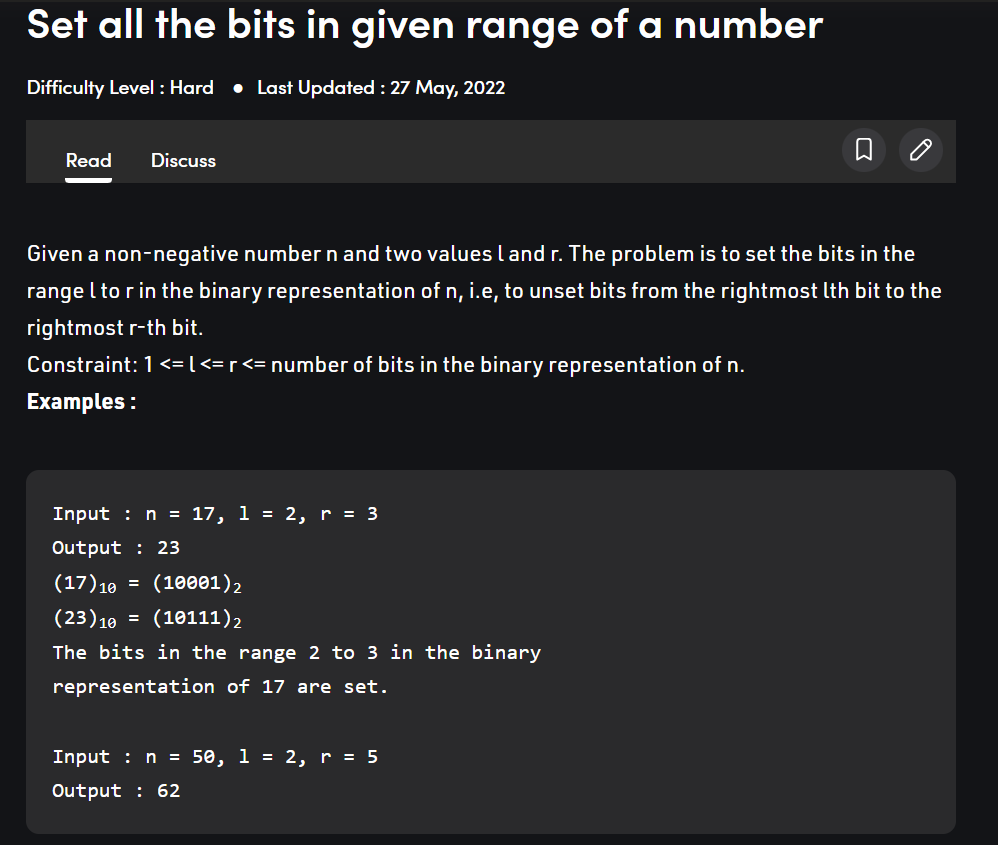 Set all the bits in given range of a number
Difficulty Level : Hard ● Last Updated : 27 May, 2022
Read Discuss
Given a non-negative number n and two values l and r. The problem is to set the bits in the
range l to r in the binary representation of n, i.e, to unset bits from the rightmost lth bit to the
rightmost r-th bit.
Constraint: 1 <= l <= r <= number of bits in the binary representation of n.
Examples :
Input : n = 17, l = 2, r = 3
Output : 23
(17)10 = (10001)2
(23)10 = (10111)2
The bits in the range 2 to 3 in the binary
representation of 17 are set.
Input : n = 50, l = 2, r = 5
Output : 62